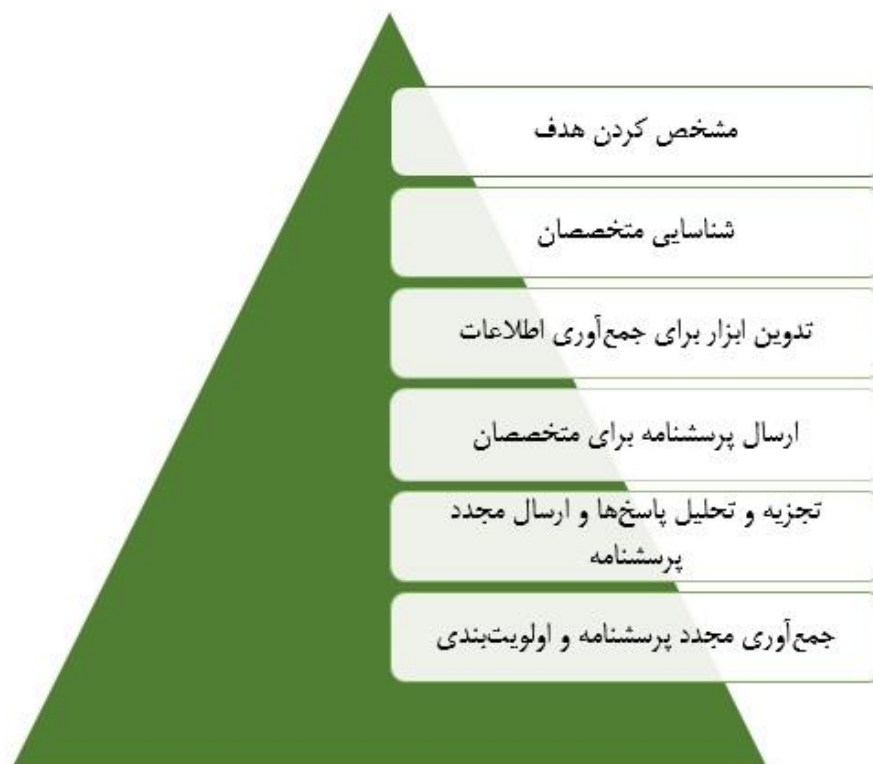 مشخص کردن هدف
شناسایی متخصصان
تدوین ابزار برای جمع‌آوری اطلاعات
ارسال پرسشنامه برای متخصصان
تجزیه و تحلیل پاسخ‌ها و ارسال مجدد
پرسشنامه
جمع‌آوری مجدد پرسشنامه و اولویت‌بندی